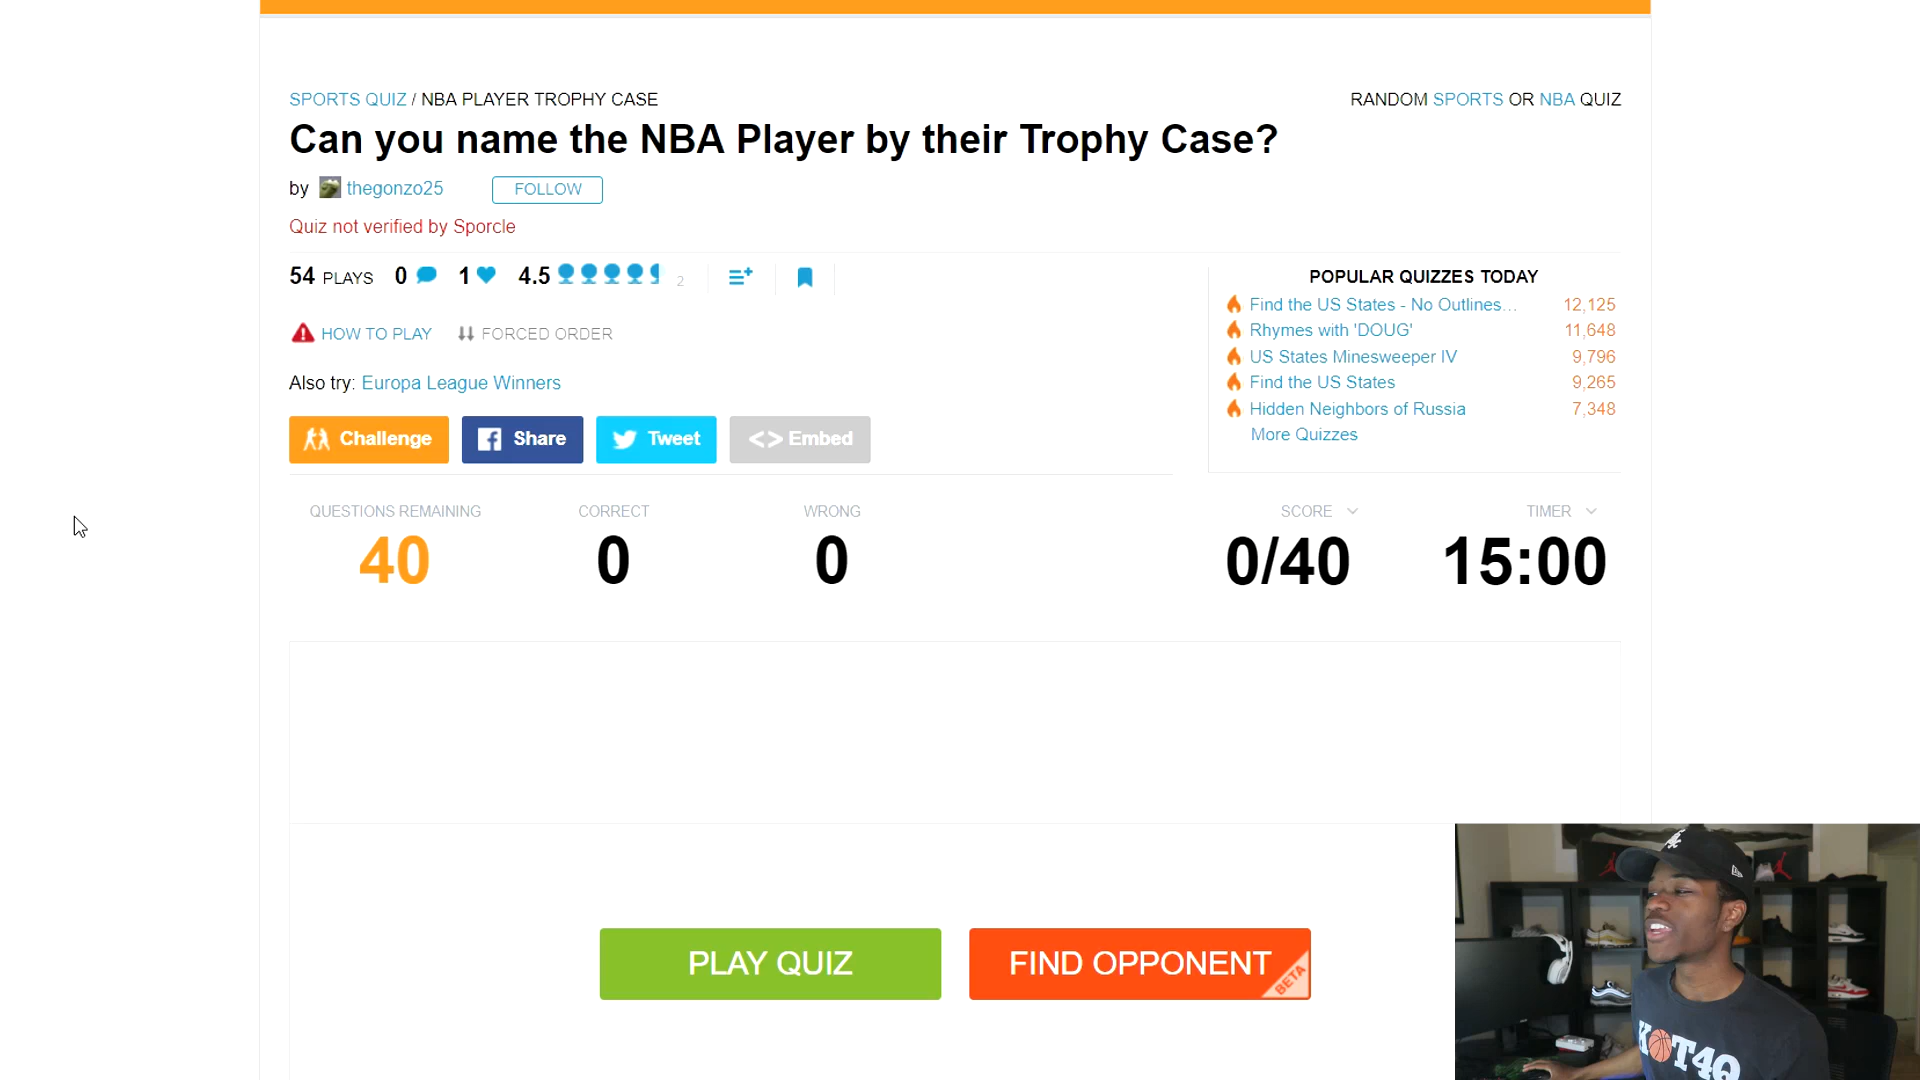 SPORTS QUIZ / NBA PLAYER TROPHY CASE
RANDOM SPORTS OR NBA QUIZ
Can you name the NBA Player by their Trophy Case?
by thegonzo25 FOLLOW
Quiz not verified by Sporcle
54 PLAYS 0 1 4.5 2
HOW TO PLAY FORCED ORDER
Also try: Europa League Winners
Challenge Share Tweet <> Embed
POPULAR QUIZZES TODAY
Find the US States - No Outlines... 12,125
Rhymes with 'DOUG' 11,648
US States Minesweeper IV 9,796
Find the US States 9,265
Hidden Neighbors of Russia 7,348
More Quizzes
QUESTIONS REMAINING CORRECT WRONG SCORE TIMER
40 0 0 0/40 15:00
PLAY QUIZ FIND OPPONENT BETA
KOT4Q